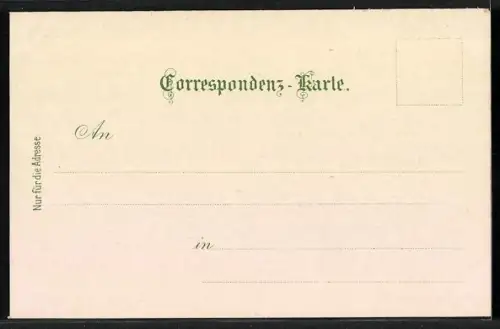 Correspondenz-Karte.
An
in
Nur für die Adresse